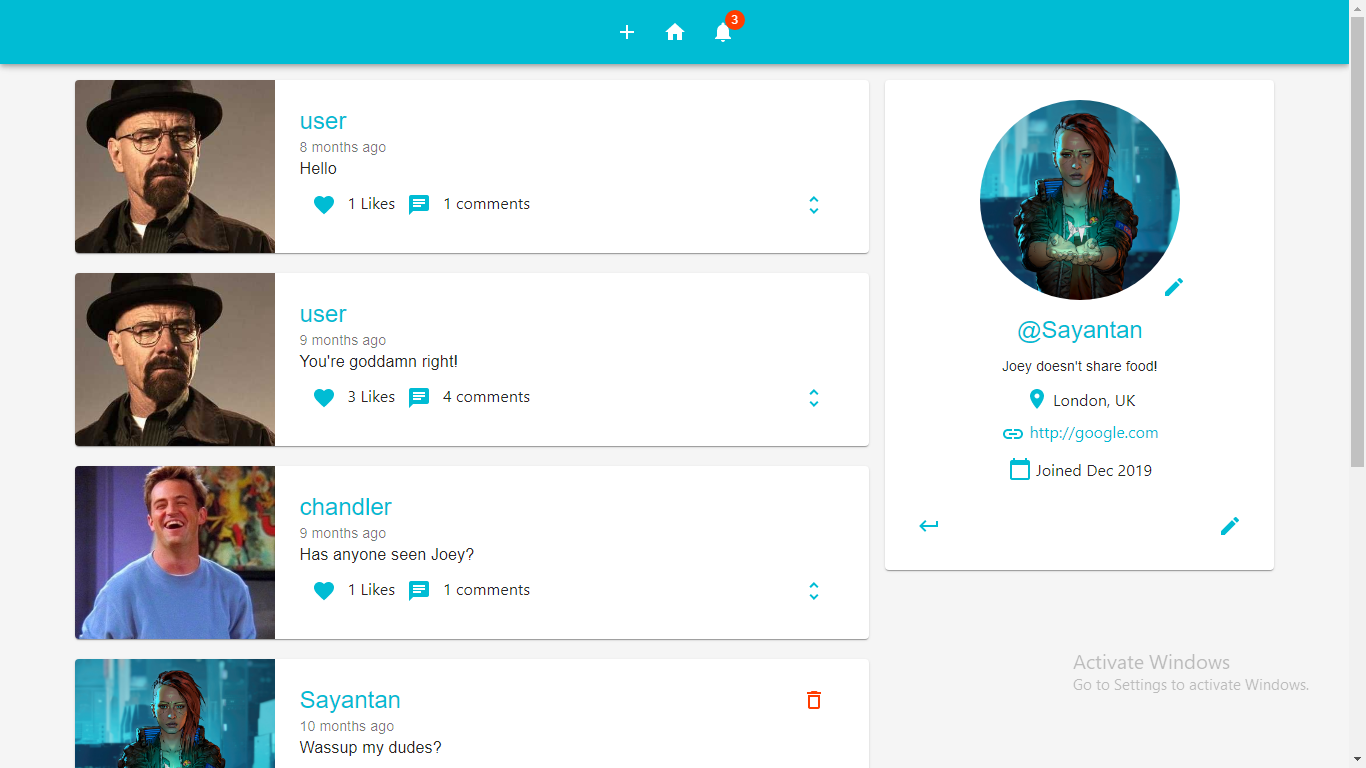 3
user
8 months ago
Hello
1 Likes 1 comments
user
9 months ago
You're goddamn right!
3 Likes 4 comments
chandler
9 months ago
Has anyone seen Joey?
1 Likes 1 comments
Sayantan
10 months ago
Wassup my dudes?
@Sayantan
Joey doesn't share food!
London, UK
http://google.com
Joined Dec 2019
Activate Windows
Go to Settings to activate Windows.